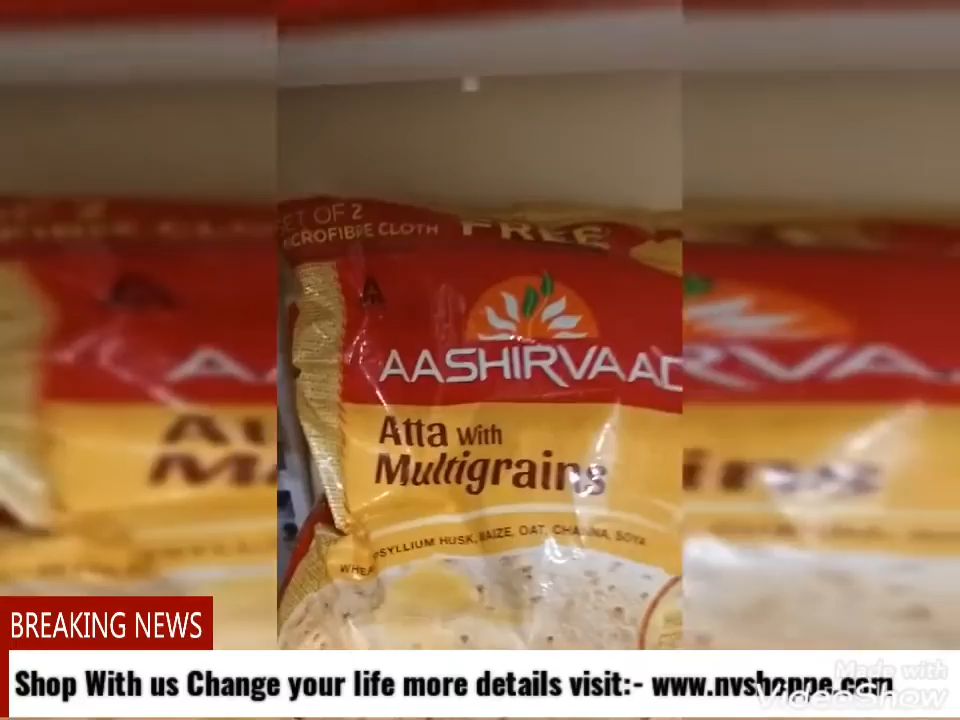 SET OF 2
MICROFIBRE CLOTH FREE
AASHIRVAAD
Atta With
Multigrains
PSYLLIUM HUSK, MAIZE, OAT, CHANNA, SOYA
BREAKING NEWS
Shop With us Change your life more details visit:- www.nvshoppe.com
Made with
VideoShow